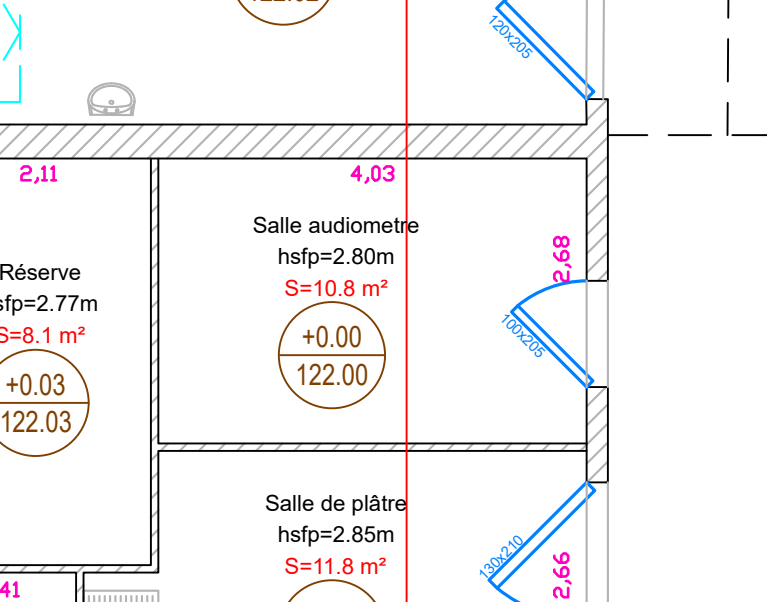 120x205
2,11
4,03
Salle audiometre
hsfp=2.80m
S=10.8 m²
+0.00
122.00
2,68
100x205
Réserve
sfp=2.77m
S=8.1 m²
+0.03
122.03
Salle de plâtre
hsfp=2.85m
S=11.8 m²
130x210
2,66
41